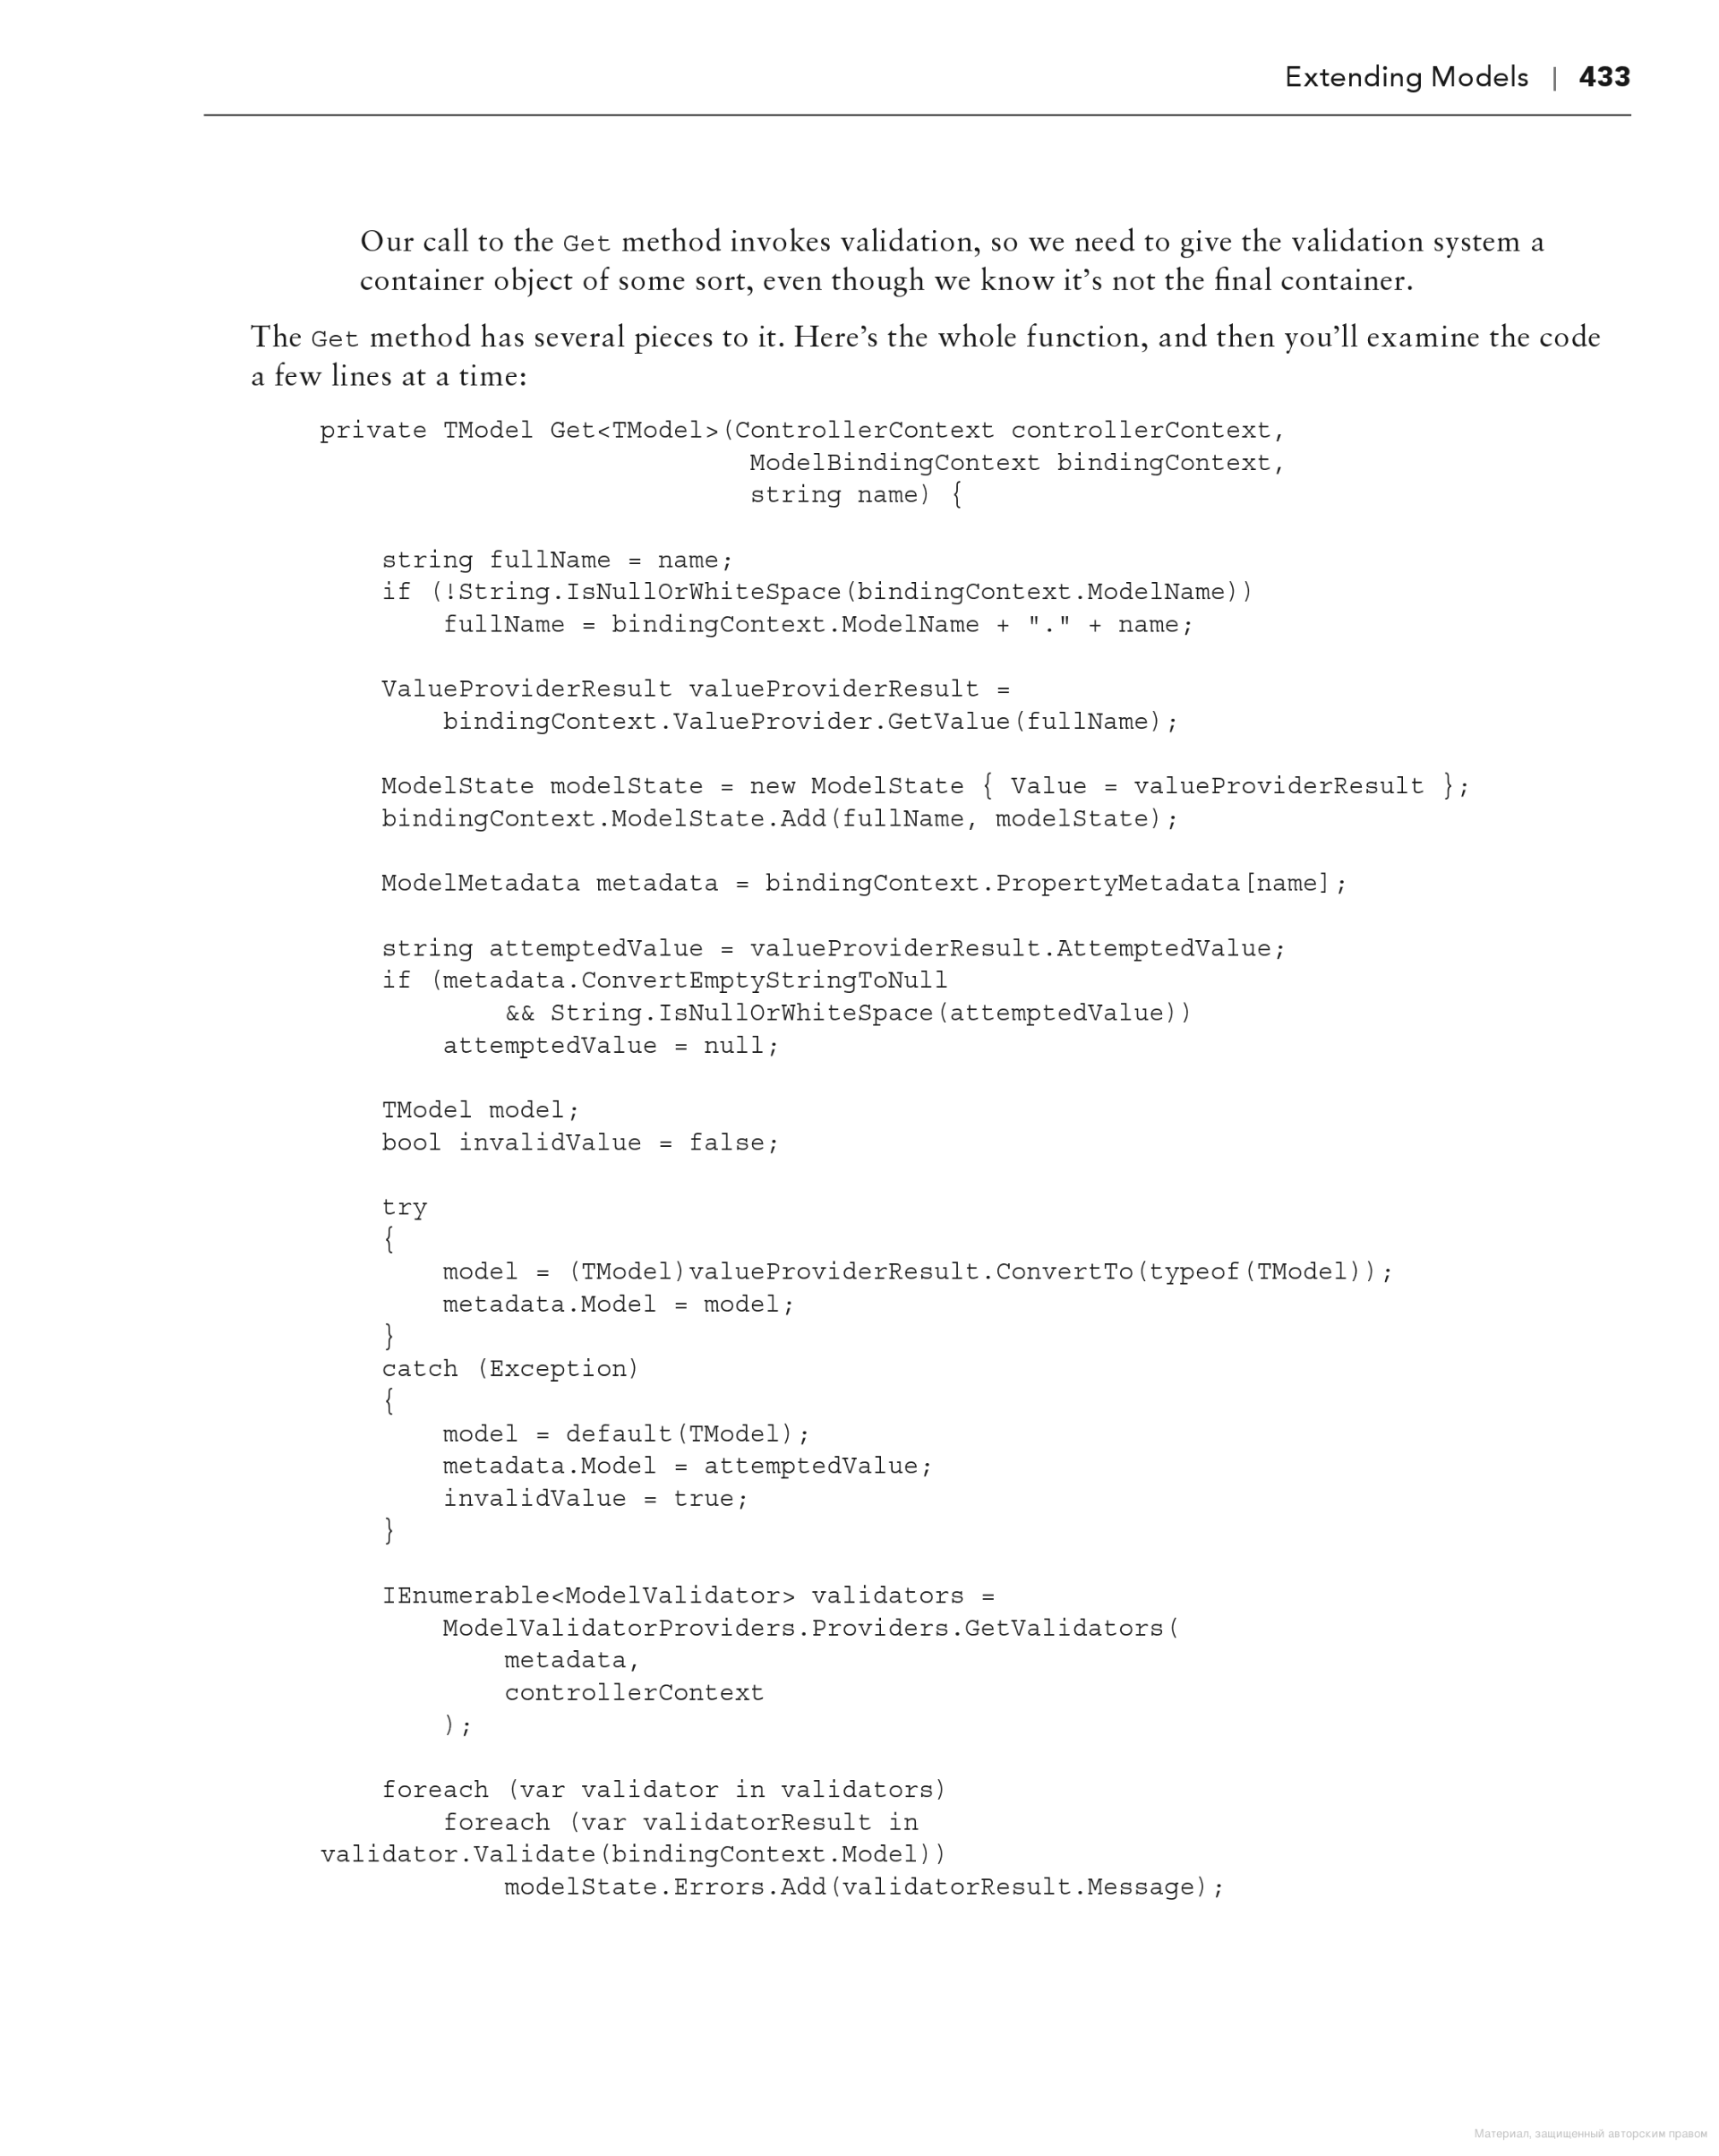 Extending Models | 433
Our call to the Get method invokes validation, so we need to give the validation system a
container object of some sort, even though we know it’s not the final container.
The Get method has several pieces to it. Here’s the whole function, and then you’ll examine the code
a few lines at a time:
private TModel Get<TModel>(ControllerContext controllerContext,
                            ModelBindingContext bindingContext,
                            string name) {

    string fullName = name;
    if (!String.IsNullOrWhiteSpace(bindingContext.ModelName))
        fullName = bindingContext.ModelName + "." + name;

    ValueProviderResult valueProviderResult =
        bindingContext.ValueProvider.GetValue(fullName);

    ModelState modelState = new ModelState { Value = valueProviderResult };
    bindingContext.ModelState.Add(fullName, modelState);

    ModelMetadata metadata = bindingContext.PropertyMetadata[name];

    string attemptedValue = valueProviderResult.AttemptedValue;
    if (metadata.ConvertEmptyStringToNull
            && String.IsNullOrWhiteSpace(attemptedValue))
        attemptedValue = null;

    TModel model;
    bool invalidValue = false;

    try
    {
        model = (TModel)valueProviderResult.ConvertTo(typeof(TModel));
        metadata.Model = model;
    }
    catch (Exception)
    {
        model = default(TModel);
        metadata.Model = attemptedValue;
        invalidValue = true;
    }

    IEnumerable<ModelValidator> validators =
        ModelValidatorProviders.Providers.GetValidators(
            metadata,
            controllerContext
        );

    foreach (var validator in validators)
        foreach (var validatorResult in
validator.Validate(bindingContext.Model))
            modelState.Errors.Add(validatorResult.Message);
Материал, защищенный авторским правом